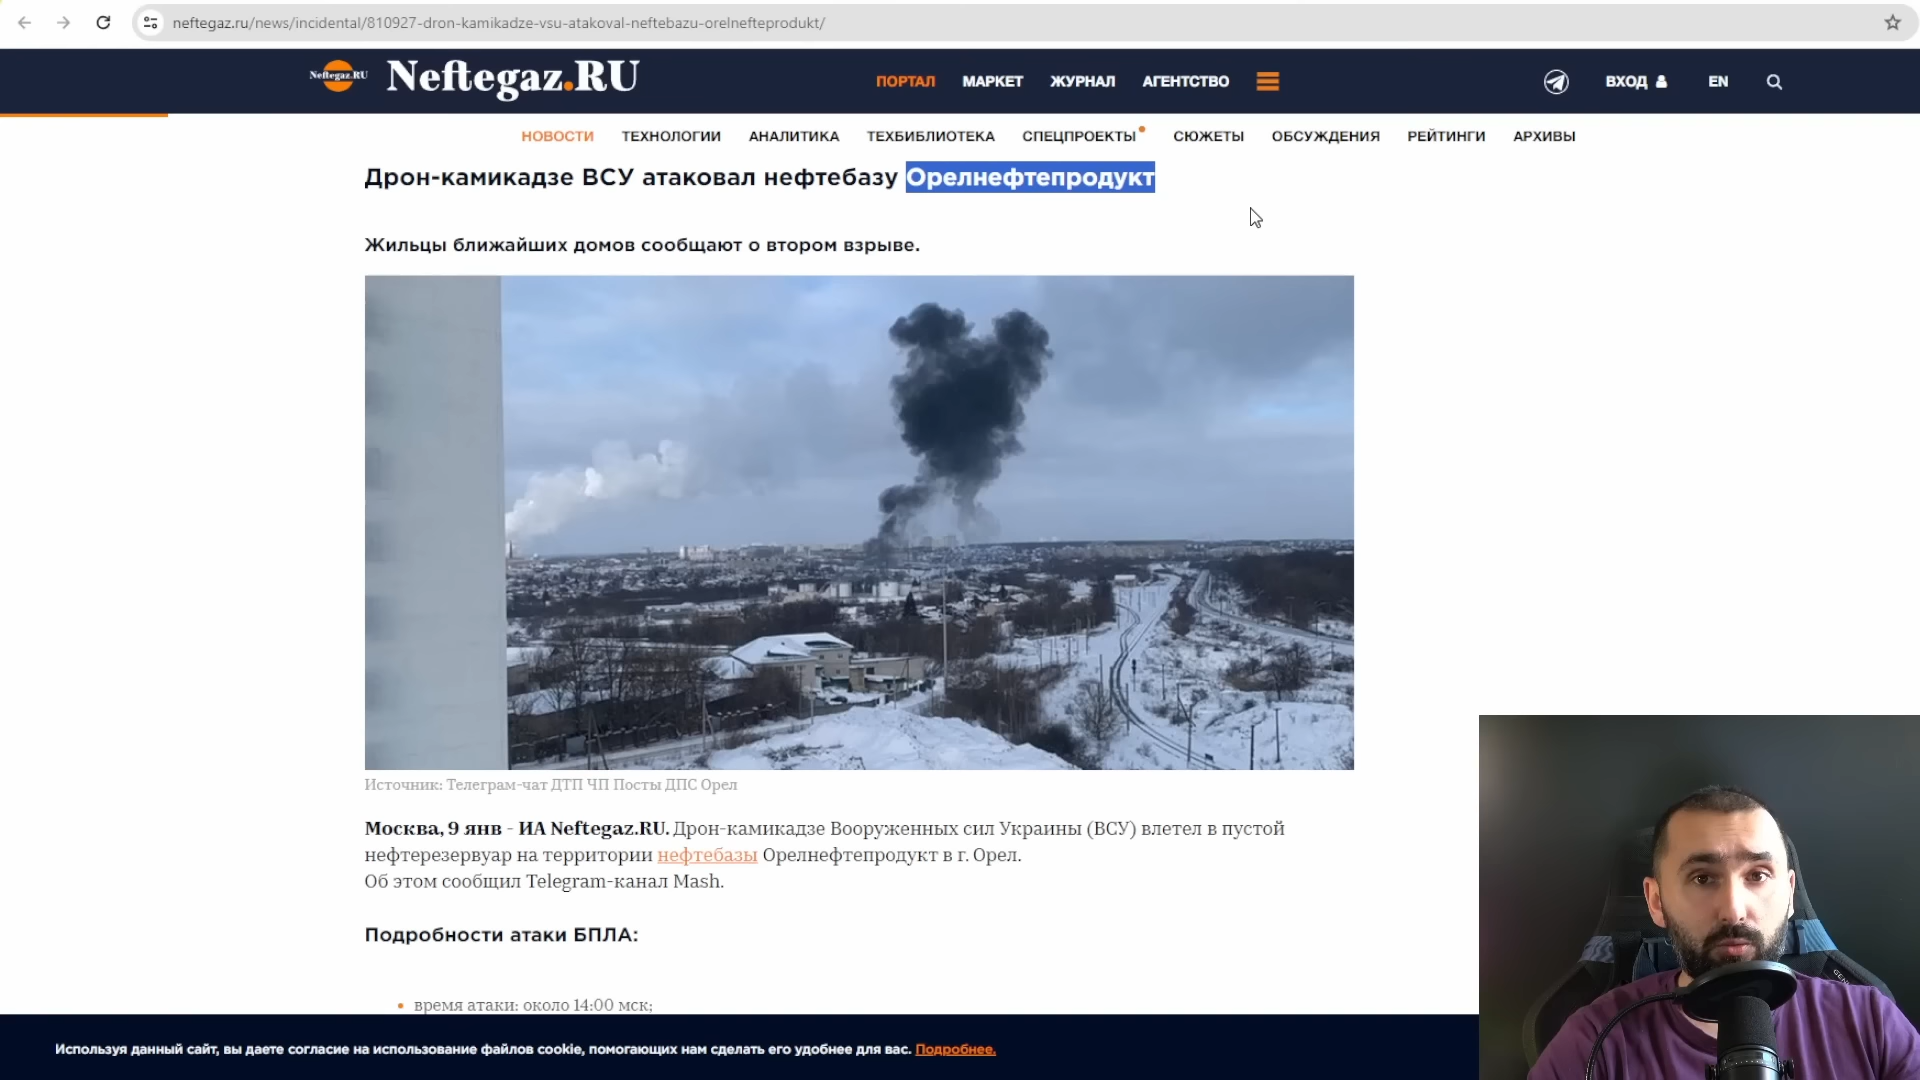 neftegaz.ru/news/incidental/810927-dron-kamikadze-vsu-atakoval-neftebazu-orelnefteprodukt/
Neftegaz.RU
Neftegaz.RU
ПОРТАЛ
МАРКЕТ
ЖУРНАЛ
АГЕНТСТВО
ВХОД
EN
НОВОСТИ
ТЕХНОЛОГИИ
АНАЛИТИКА
ТЕХБИБЛИОТЕКА
СПЕЦПРОЕКТЫ
СЮЖЕТЫ
ОБСУЖДЕНИЯ
РЕЙТИНГИ
АРХИВЫ
Дрон-камикадзе ВСУ атаковал нефтебазу Орелнефтепродукт
Жильцы ближайших домов сообщают о втором взрыве.
Источник: Телеграм-чат ДТП ЧП Посты ДПС Орел
Москва, 9 янв - ИА Neftegaz.RU. Дрон-камикадзе Вооруженных сил Украины (ВСУ) влетел в пустой
нефтерезервуар на территории нефтебазы Орелнефтепродукт в г. Орел.
Об этом сообщил Telegram-канал Mash.
Подробности атаки БПЛА:
• время атаки: около 14:00 мск;
Используя данный сайт, вы даете согласие на использование файлов cookie, помогающих нам сделать его удобнее для вас. Подробнее.